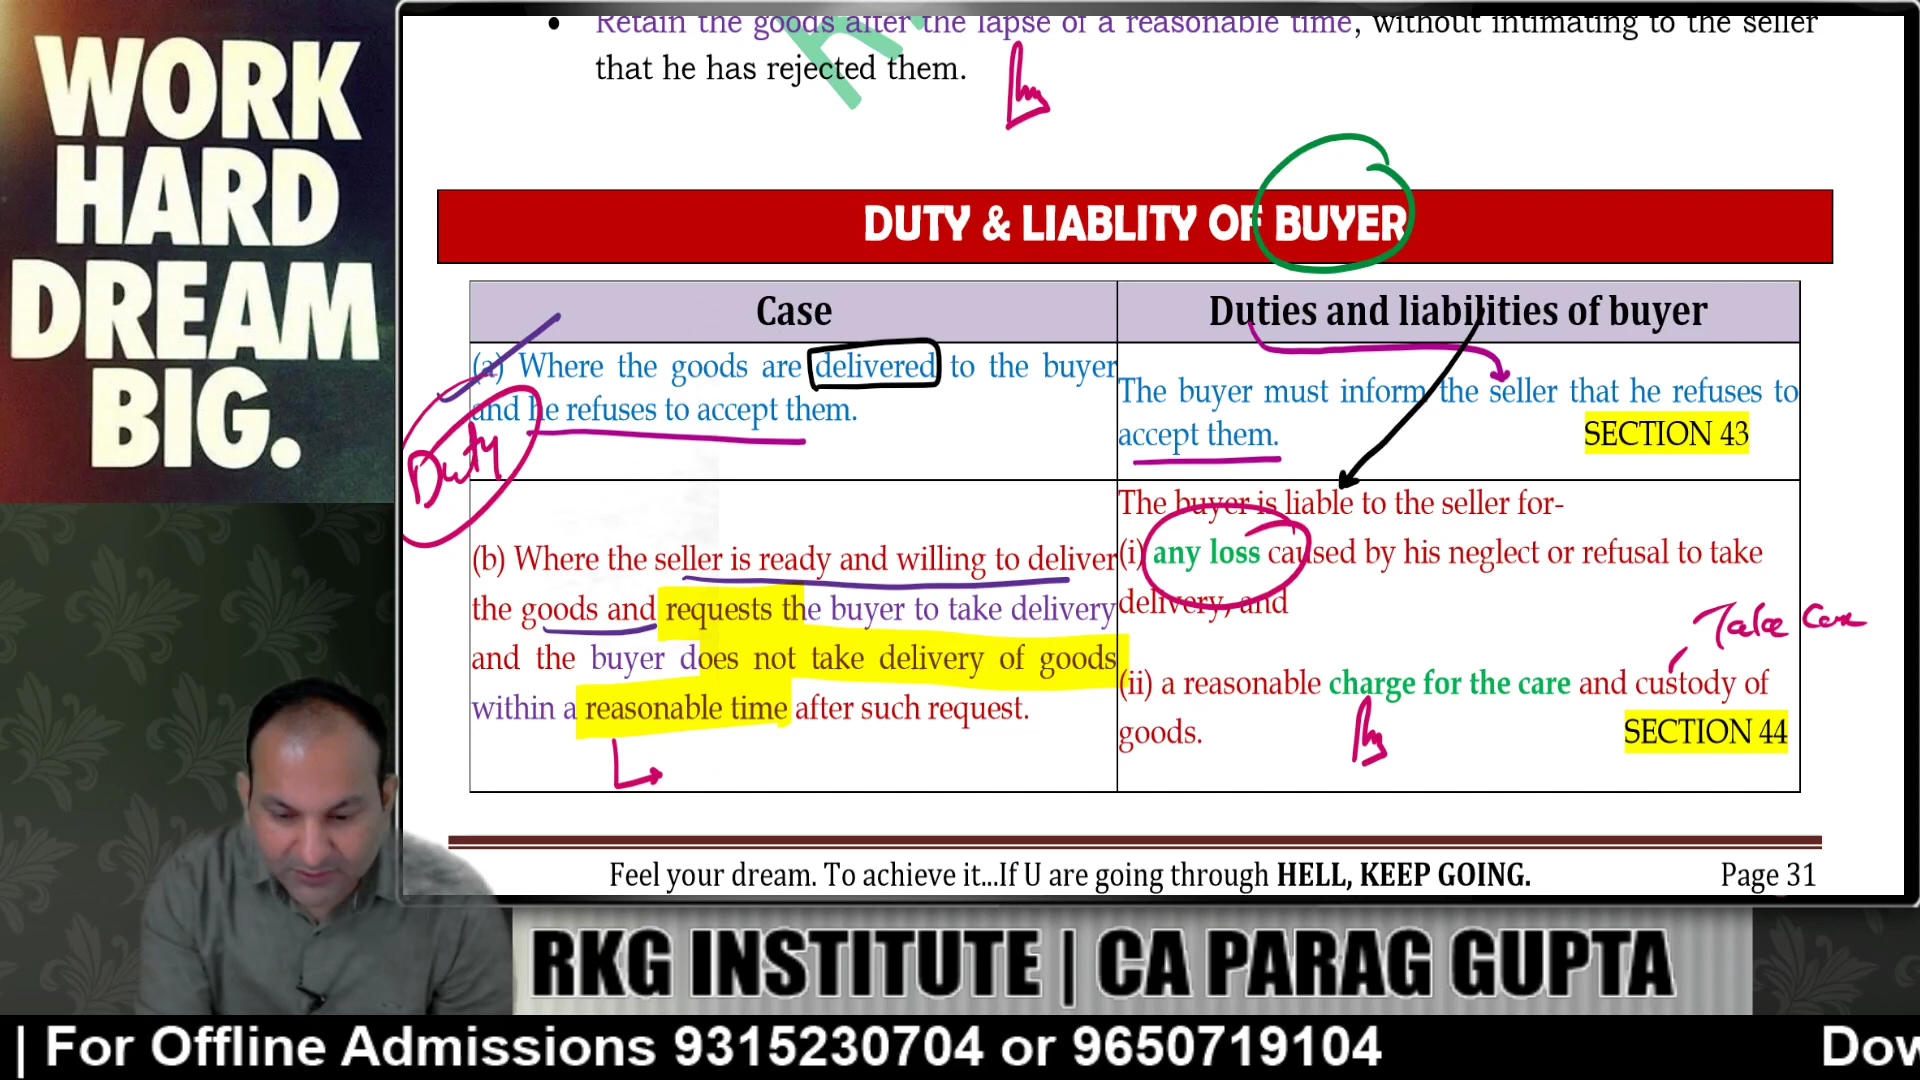 WORK
HARD
DREAM
BIG.
Retain the goods after the lapse of a reasonable time, without intimating to the seller
that he has rejected them.
DUTY & LIABLITY OF BUYER
Case
Duties and liabilities of buyer
(a) Where the goods are delivered to the buyer
and he refuses to accept them.
Duty
The buyer must inform the seller that he refuses to
accept them. SECTION 43
(b) Where the seller is ready and willing to deliver
the goods and requests the buyer to take delivery
and the buyer does not take delivery of goods
within a reasonable time after such request.
The buyer is liable to the seller for-
(i) any loss caused by his neglect or refusal to take
delivery, and
Take Care
(ii) a reasonable charge for the care and custody of
goods. SECTION 44
Feel your dream. To achieve it...If U are going through HELL, KEEP GOING. Page 31
RKG INSTITUTE | CA PARAG GUPTA
| For Offline Admissions 9315230704 or 9650719104 Dow